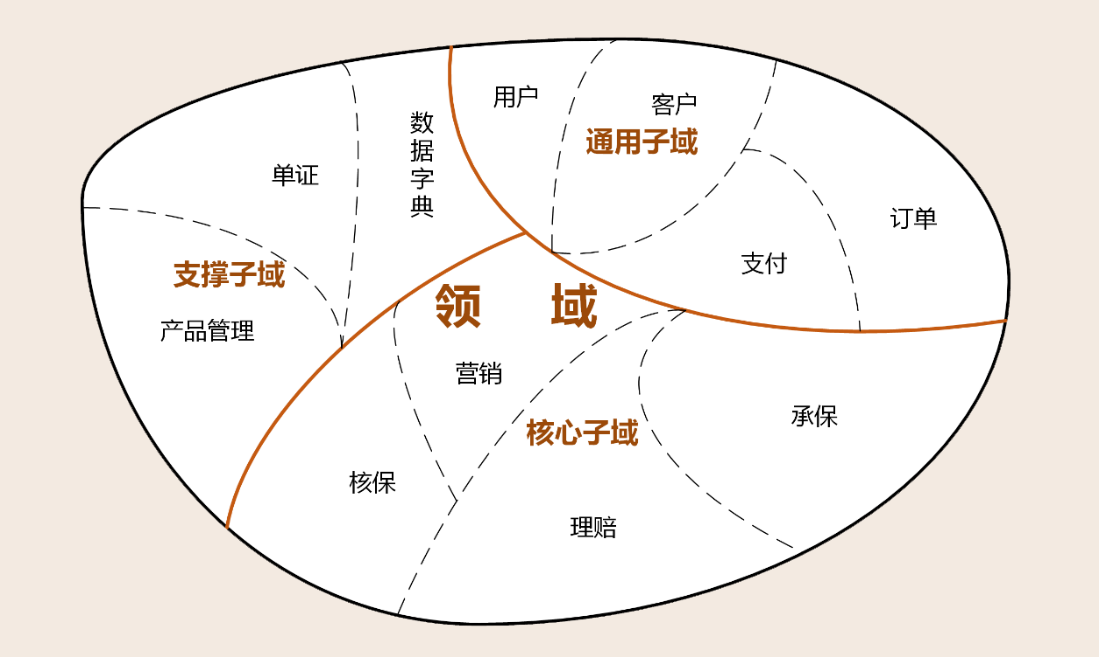 用户
客户
通用子域
数据字典
单证
订单
支付
支撑子域
产品管理
领 域
营销
核心子域
承保
核保
理赔